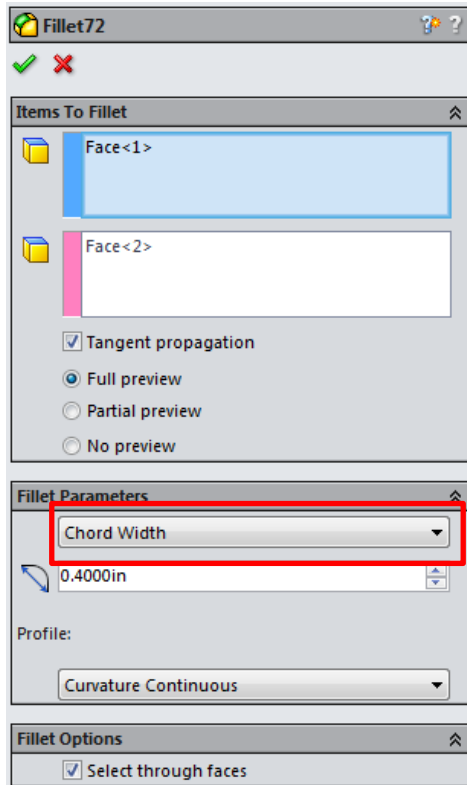 Fillet72
Items To Fillet
Face<1>
Face<2>
Tangent propagation
Full preview
Partial preview
No preview
Fillet Parameters
Chord Width
0.4000in
Profile:
Curvature Continuous
Fillet Options
Select through faces